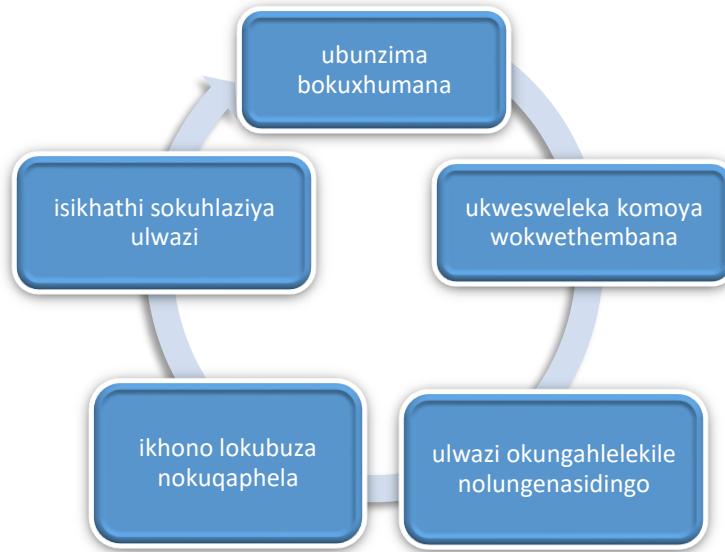 ubunzima
bokuxhumana
ukwesweleka komoya
wokwethembana
ulwazi okungahlelekile
nolungenasidingo
ikhono lokubuza
nokuqaphela
isikhathi sokuhlaziya
ulwazi